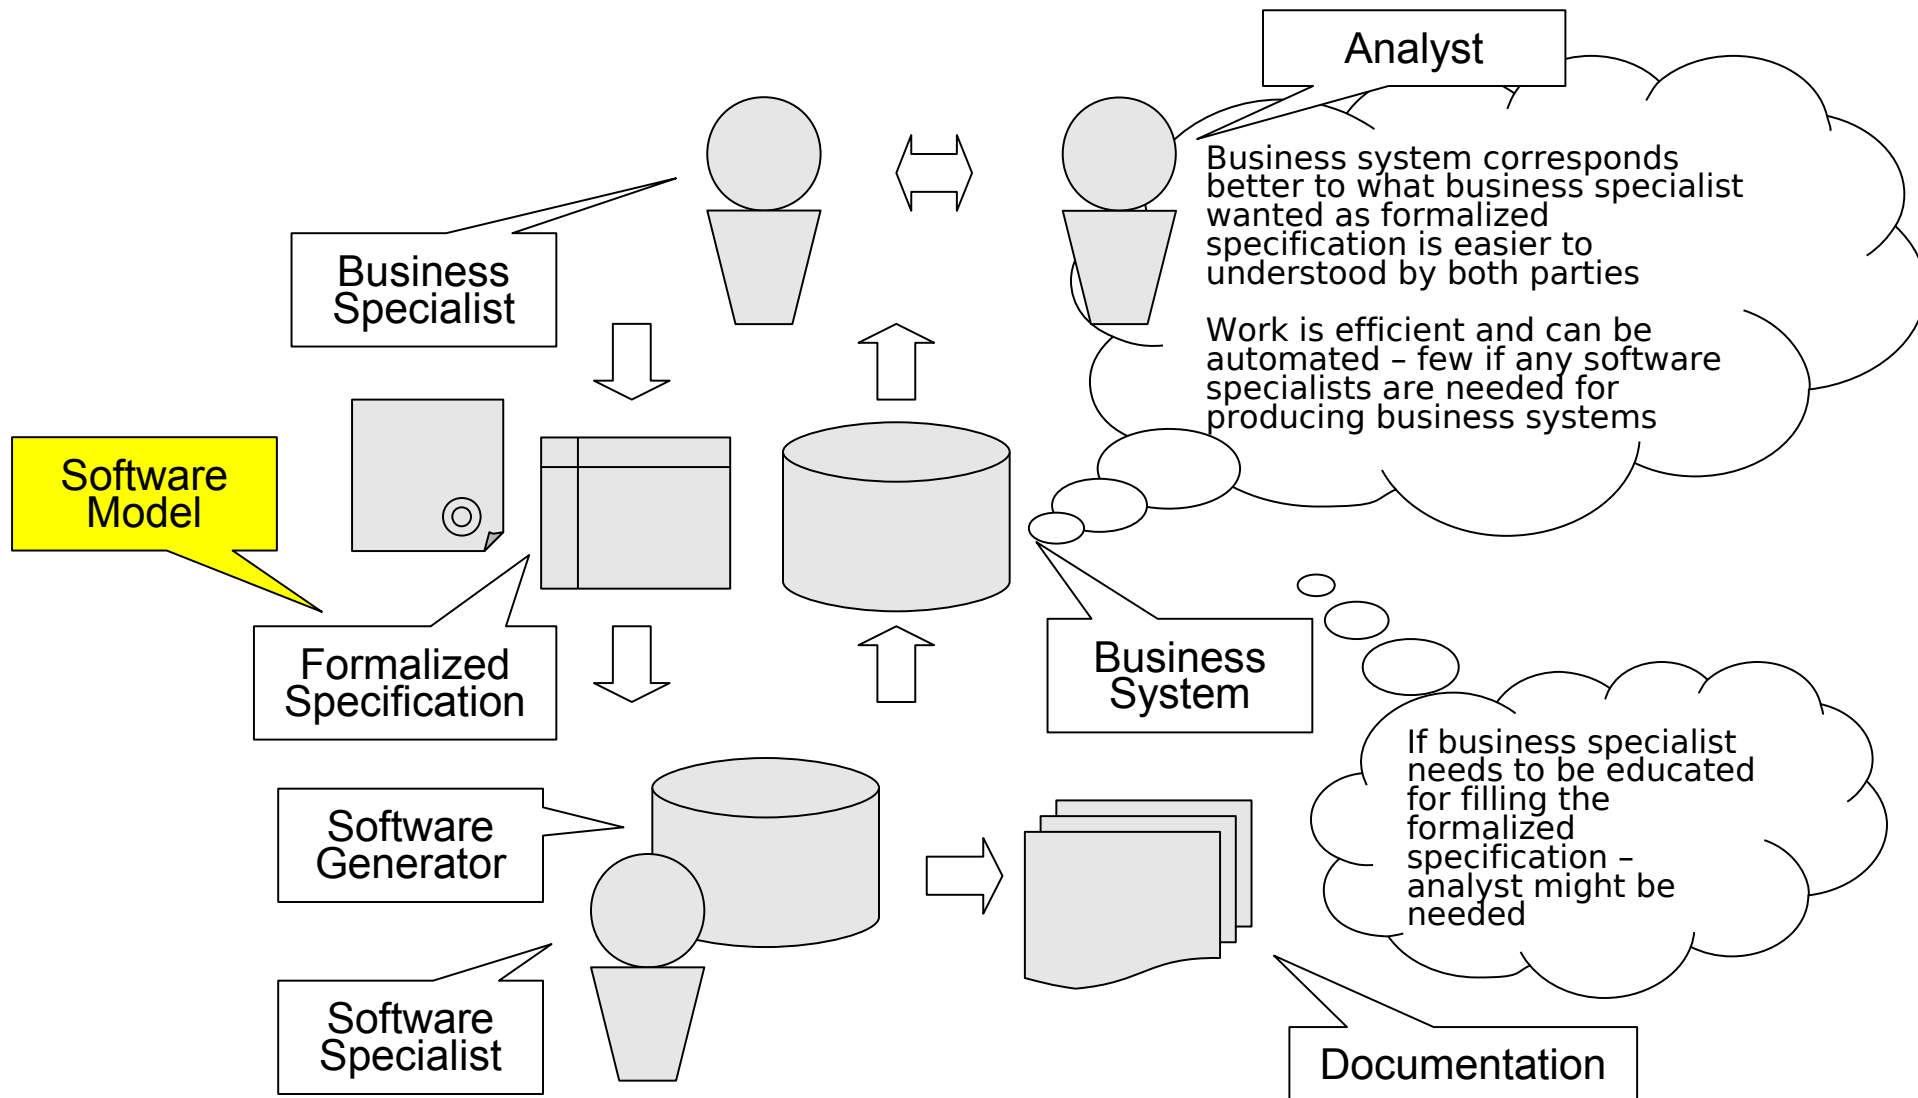 Analyst
Business system corresponds
better to what business specialist
wanted as formalized
specification is easier to
understood by both parties
Work is efficient and can be
automated – few if any software
specialists are needed for
producing business systems
Business
Specialist
Software
Model
Formalized
Specification
Business
System
If business specialist
needs to be educated
for filling the
formalized
specification –
analyst might be
needed
Software
Generator
Software
Specialist
Documentation